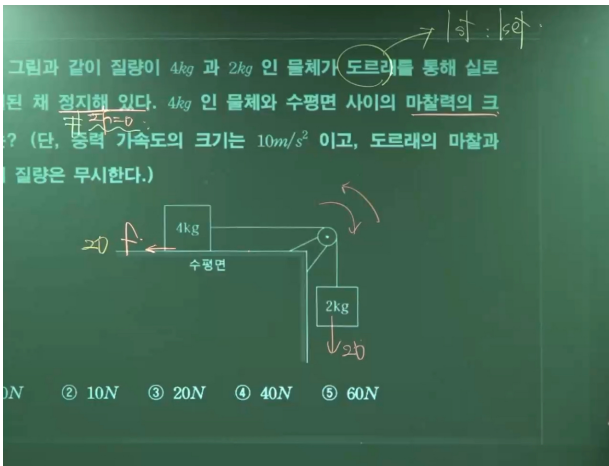 1set : 1set.
그림과 같이 질량이 4kg 과 2kg 인 물체가 도르래를 통해 실로
된 채 정지해 있다. 4kg 인 물체와 수평면 사이의 마찰력의 크
? (단, 중력 가속도의 크기는 10m/s² 이고, 도르래의 마찰과
질량은 무시한다.)
4kg
20 f
수평면
2kg
20
0N ② 10N ③ 20N ④ 40N ⑤ 60N